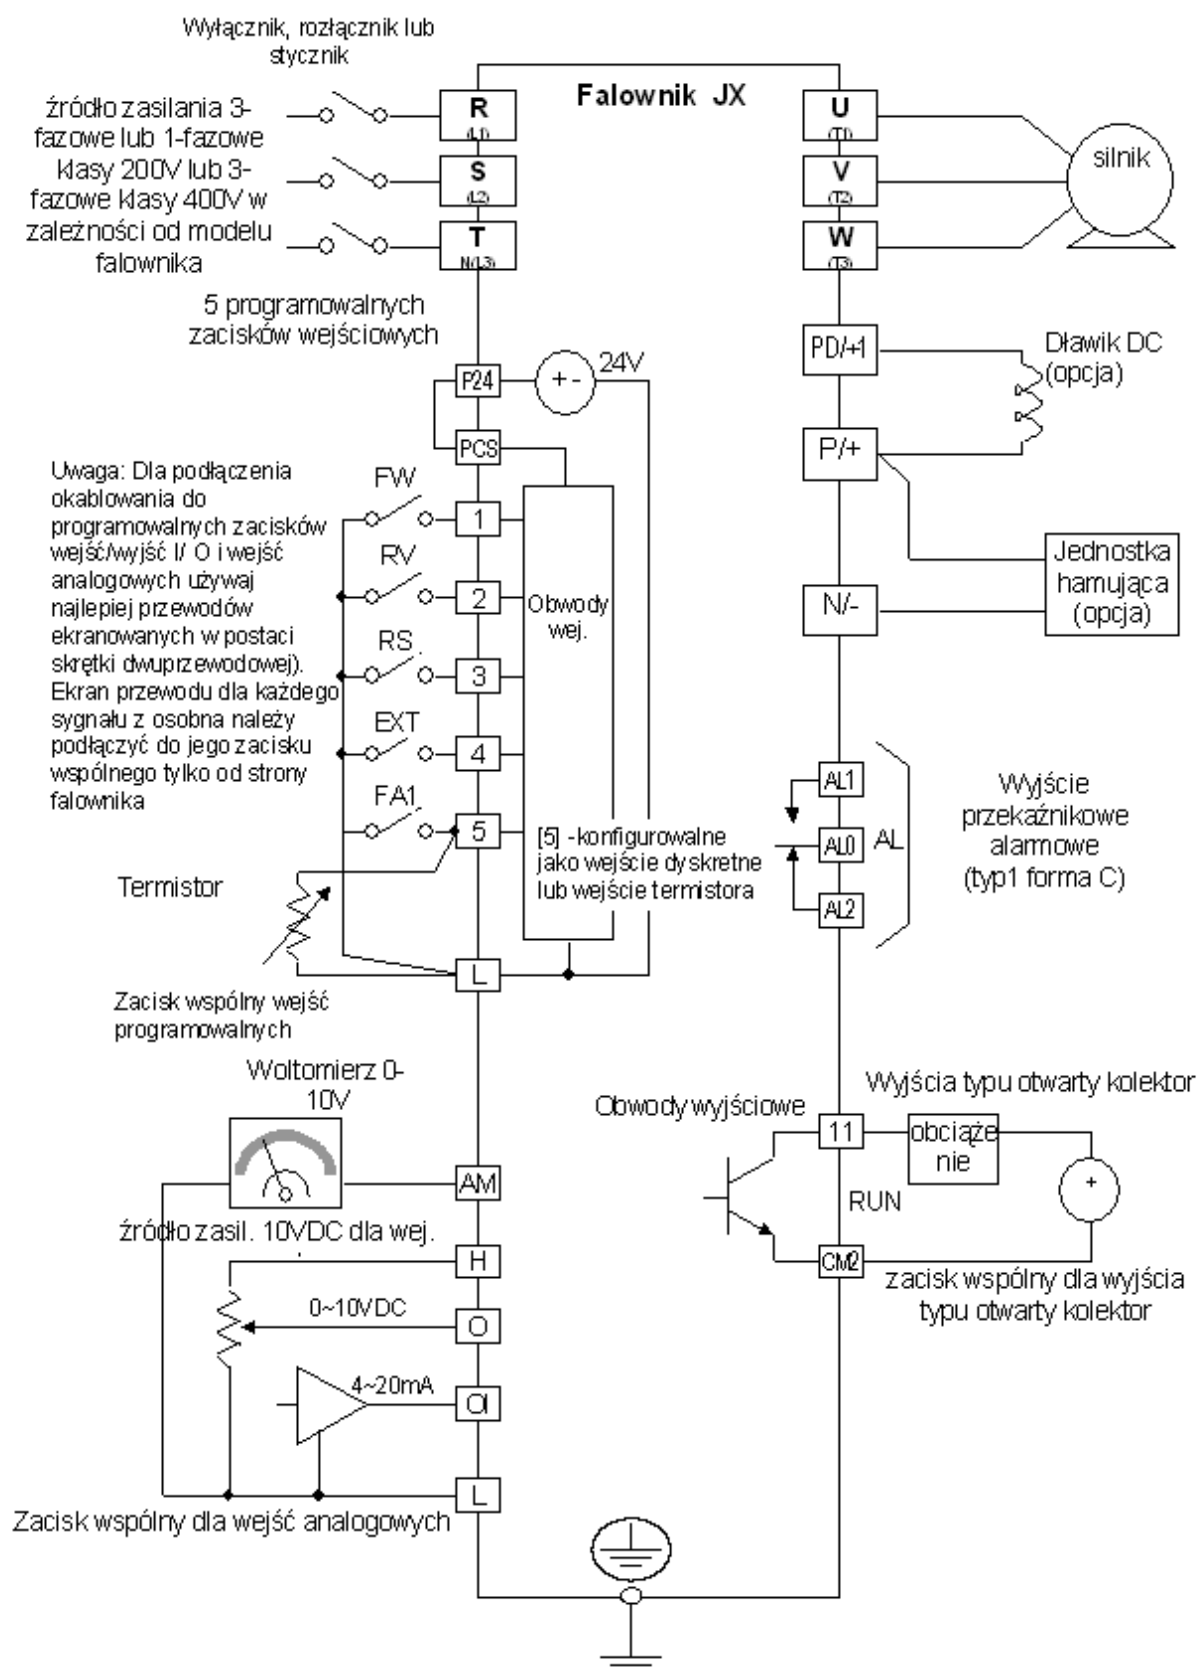 Wyłącznik, rozłącznik lub
stycznik
Falownik JX
źródło zasilania 3-
fazowe lub 1-fazowe
klasy 200V lub 3-
fazowe klasy 400V w
zależności od modelu
falownika
R
(L1)
S
(L2)
T
N(L3)
U
(T1)
V
(T2)
W
(T3)
silnik
5 programowalnych
zacisków wejściowych
P24
+ -
24V
PCS
PD/+1
Dławik DC
(opcja)
P/+
Jednostka
hamująca
(opcja)
N/-
Uwaga: Dla podłączenia
okablowania do
programowalnych zacisków
wejść/wyjść I/ O i wejść
analogowych używaj
najlepiej przewodów
ekranowanych w postaci
skrętki dwuprzewodowej).
Ekran przewodu dla każdego
sygnału z osobna należy
podłączyć do jego zacisku
wspólnego tylko od strony
falownika
FW
1
RV
2
RS
3
EXT
4
FA1
5
Obwody
wej.
[5] -konfigurowalne
jako wejście dyskretne
lub wejście termistora
Termistor
L
Zacisk wspólny wejść
programowalnych
AL1
AL0
AL2
AL
Wyjście
przekaźnikowe
alarmowe
(typ1 forma C)
Woltomierz 0-
10V
AM
źródło zasil. 10VDC dla wej.
H
0~10VDC
O
4~20mA
OI
L
Zacisk wspólny dla wejść analogowych
Wyjścia typu otwarty kolektor
Obwody wyjściowe
11
obciąże
nie
+
RUN
CM2
zacisk wspólny dla wyjścia
typu otwarty kolektor